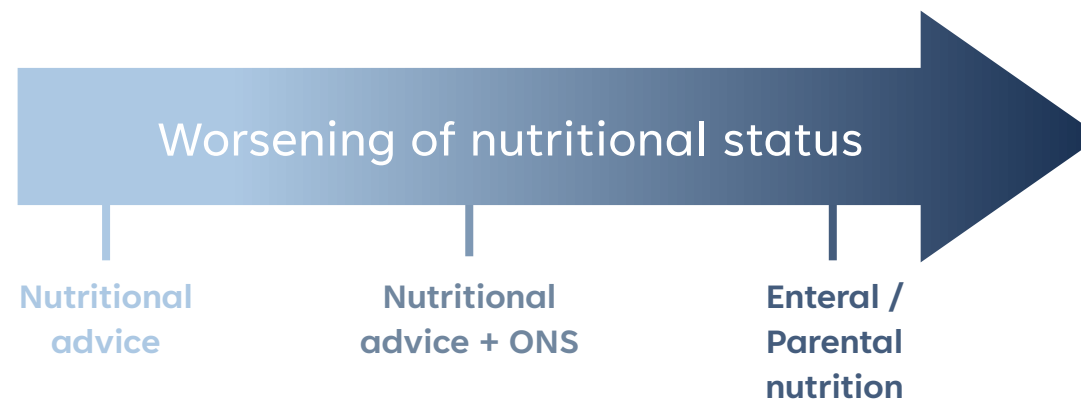 Worsening of nutritional status
Nutritional
advice
Nutritional
advice + ONS
Enteral /
Parental
nutrition